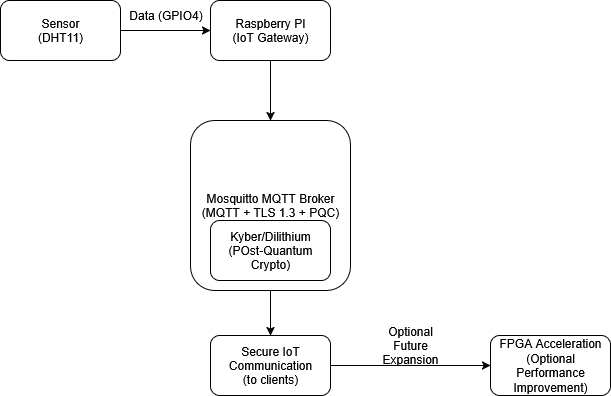 Sensor
(DHT11)
Data (GPIO4)
Raspberry PI
(IoT Gateway)
Mosquitto MQTT Broker
(MQTT + TLS 1.3 + PQC)
Kyber/Dilithium
(POst-Quantum
Crypto)
Secure IoT
Communication
(to clients)
Optional
Future
Expansion
FPGA Acceleration
(Optional
Performance
Improvement)